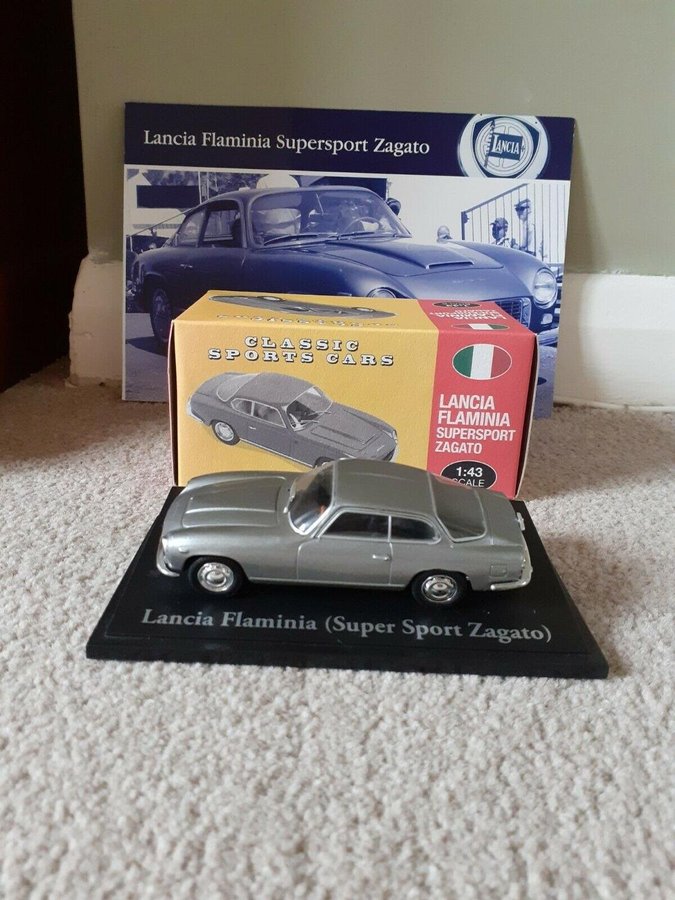 Lancia Flaminia Supersport Zagato
LANCIA
CLASSIC
SPORTS CARS
LANCIA
FLAMINIA
SUPERSPORT
ZAGATO
1:43
SCALE
Lancia Flaminia (Super Sport Zagato)